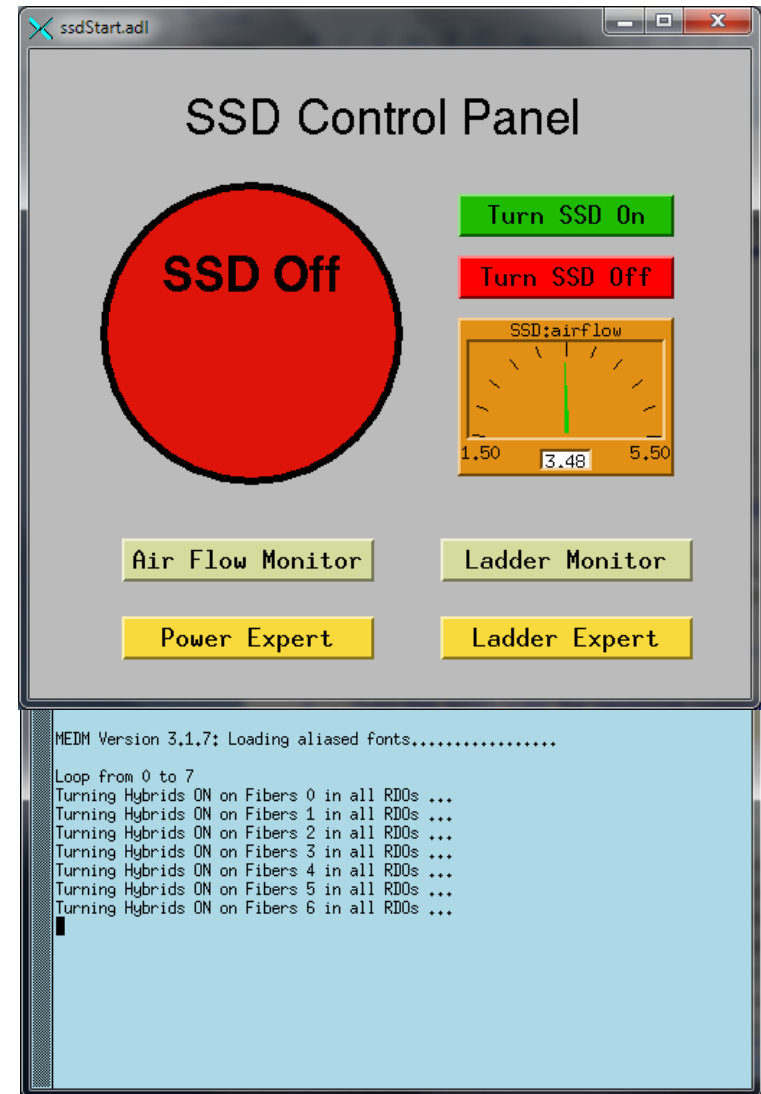 ssdStart.adl
SSD Control Panel
SSD Off
Turn SSD On
Turn SSD Off
SSD:airflow
1.50
3.48
5.50
Air Flow Monitor
Ladder Monitor
Power Expert
Ladder Expert
MEDM Version 3.1.7: Loading aliased fonts.................
Loop from 0 to 7
Turning Hybrids ON on Fibers 0 in all RDOs ...
Turning Hybrids ON on Fibers 1 in all RDOs ...
Turning Hybrids ON on Fibers 2 in all RDOs ...
Turning Hybrids ON on Fibers 3 in all RDOs ...
Turning Hybrids ON on Fibers 4 in all RDOs ...
Turning Hybrids ON on Fibers 5 in all RDOs ...
Turning Hybrids ON on Fibers 6 in all RDOs ...